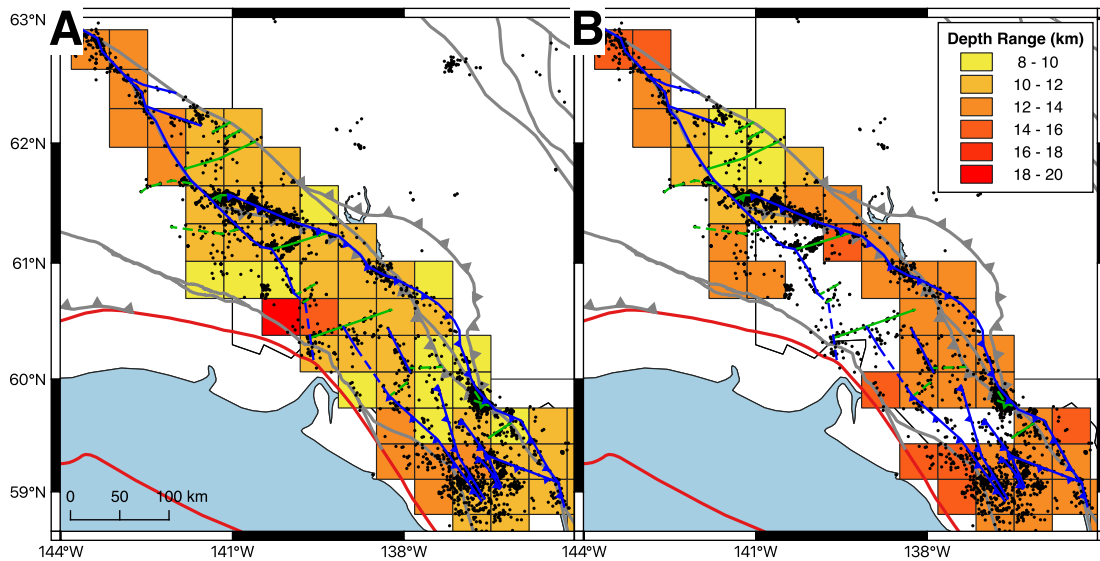 A
B
63°N
62°N
61°N
60°N
59°N
Depth Range (km)
8 - 10
10 - 12
12 - 14
14 - 16
16 - 18
18 - 20
0 50 100 km
144°W 141°W 138°W 144°W 141°W 138°W